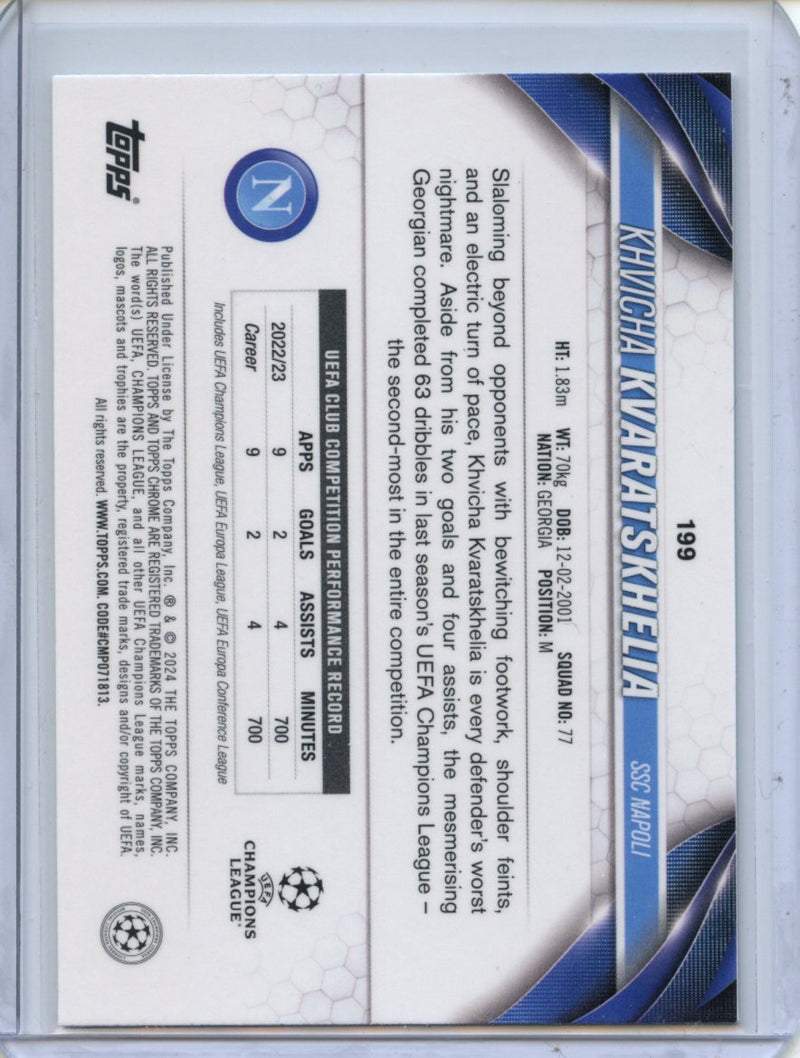 199
KHVICHA KVARATSKHELIA SSC NAPOLI
HT: 1.83m WT: 70kg DOB: 12-02-2001 SQUAD NO: 77
NATION: GEORGIA POSITION: M
Slaloming beyond opponents with bewitching footwork, shoulder feints,
and an electric turn of pace, Khvicha Kvaratskhelia is every defender's worst
nightmare. Aside from his two goals and four assists, the mesmerising
Georgian completed 63 dribbles in last season's UEFA Champions League –
the second-most in the entire competition.
N
UEFA CLUB COMPETITION PERFORMANCE RECORD
APPS GOALS ASSISTS MINUTES
2022/23 9 2 4 700
Career 9 2 4 700
Includes UEFA Champions League, UEFA Europa League, UEFA Europa Conference League
UEFA
CHAMPIONS
LEAGUE
topps®
Published Under License by The Topps Company, Inc. ® & © 2024 THE TOPPS COMPANY, INC.
ALL RIGHTS RESERVED. TOPPS AND TOPPS CHROME ARE REGISTERED TRADEMARKS OF THE TOPPS COMPANY, INC.
The word(s) UEFA, CHAMPIONS LEAGUE, and all other UEFA Champions League marks, names,
logos, mascots and trophies are the property, registered trade marks, designs and/or copyright of UEFA.
All rights reserved. WWW.TOPPS.COM. CODE#CMP071813.